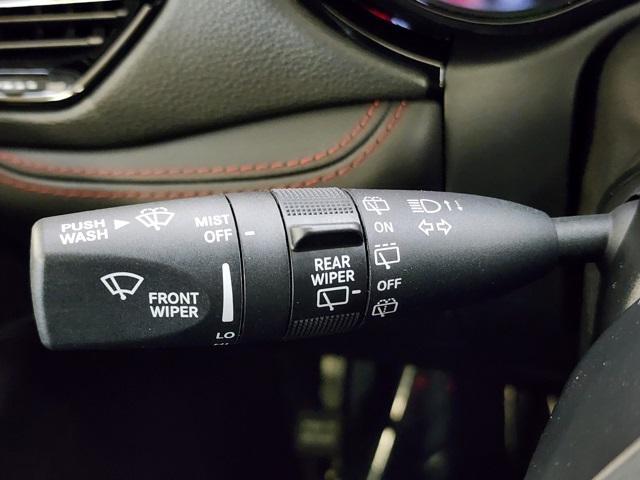 PUSH
WASH
MIST
OFF
FRONT
WIPER
LO
REAR
WIPER
ON
OFF